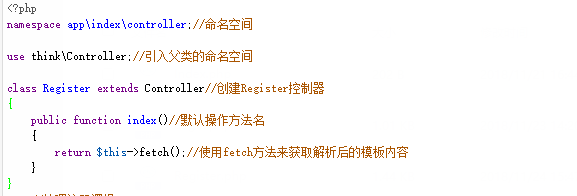 <?php
namespace app\index\controller;//命名空间
use think\Controller;//引入父类的命名空间
class Register extends Controller//创建Register控制器
{
public function index()//默认操作方法名
{
return $this->fetch();//使用fetch方法来获取解析后的模板内容
}
}